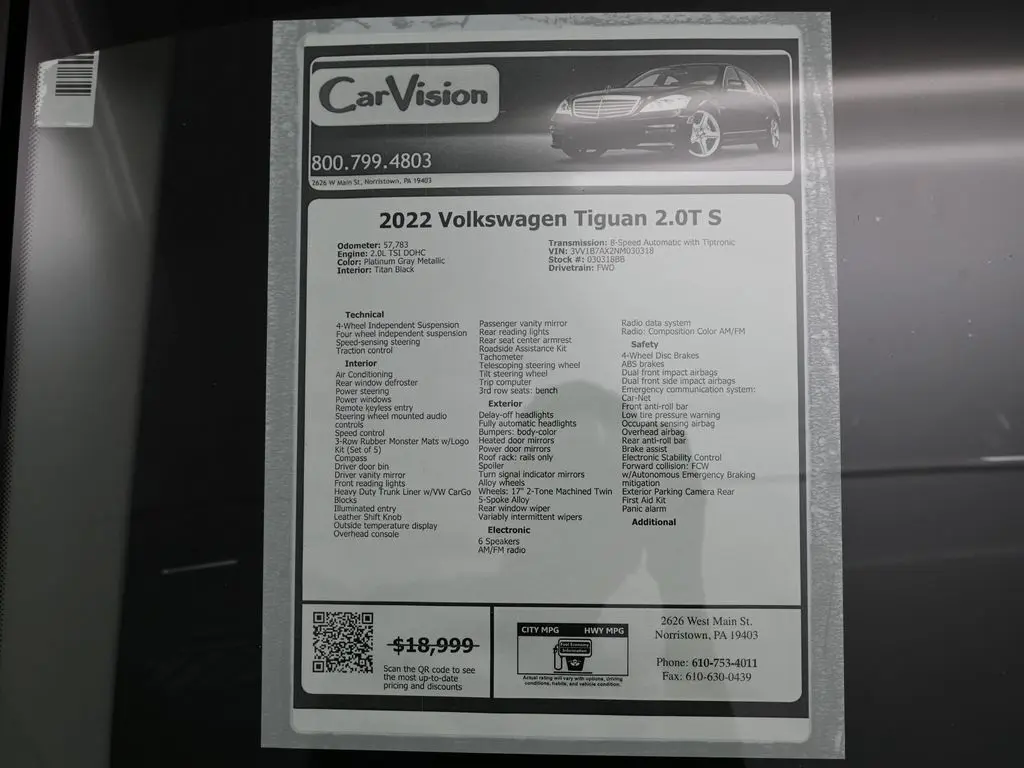 CarVision
800.799.4803
2626 W Main St, Norristown, PA 19403
2022 Volkswagen Tiguan 2.0T S
Odometer: 57,783
Engine: 2.0L TSI DOHC
Color: Platinum Gray Metallic
Interior: Titan Black
Transmission: 8-Speed Automatic with Tiptronic
VIN: 3VV1B7AX2NM030318
Stock #: 030318BB
Drivetrain: FWD
Technical
4-Wheel Independent Suspension
Four wheel independent suspension
Speed-sensing steering
Traction control
Interior
Air Conditioning
Rear window defroster
Power steering
Power windows
Remote keyless entry
Steering wheel mounted audio
controls
Speed control
3-Row Rubber Monster Mats w/Logo
Kit (Set of 5)
Compass
Driver door bin
Driver vanity mirror
Front reading lights
Heavy Duty Trunk Liner w/VW CarGo
Blocks
Illuminated entry
Leather Shift Knob
Outside temperature display
Overhead console
Passenger vanity mirror
Rear reading lights
Rear seat center armrest
Roadside Assistance Kit
Tachometer
Telescoping steering wheel
Tilt steering wheel
Trip computer
3rd row seats: bench
Exterior
Delay-off headlights
Fully automatic headlights
Bumpers: body-color
Heated door mirrors
Power door mirrors
Roof rack: rails only
Spoiler
Turn signal indicator mirrors
Alloy wheels
Wheels: 17" 2-Tone Machined Twin
5-Spoke Alloy
Rear window wiper
Variably intermittent wipers
Electronic
6 Speakers
AM/FM radio
Radio data system
Radio: Composition Color AM/FM
Safety
4-Wheel Disc Brakes
ABS brakes
Dual front impact airbags
Dual front side impact airbags
Emergency communication system:
Car-Net
Front anti-roll bar
Low tire pressure warning
Occupant sensing airbag
Overhead airbag
Rear anti-roll bar
Brake assist
Electronic Stability Control
Forward collision: FCW
w/Autonomous Emergency Braking
mitigation
Exterior Parking Camera Rear
First Aid Kit
Panic alarm
Additional
$18,999
Scan the QR code to see
the most up-to-date
pricing and discounts
CITY MPG HWY MPG
Fuel Economy
Information
Actual rating will vary with options, driving
conditions, habits, and vehicle condition.
2626 West Main St.
Norristown, PA 19403
Phone: 610-753-4011
Fax: 610-630-0439